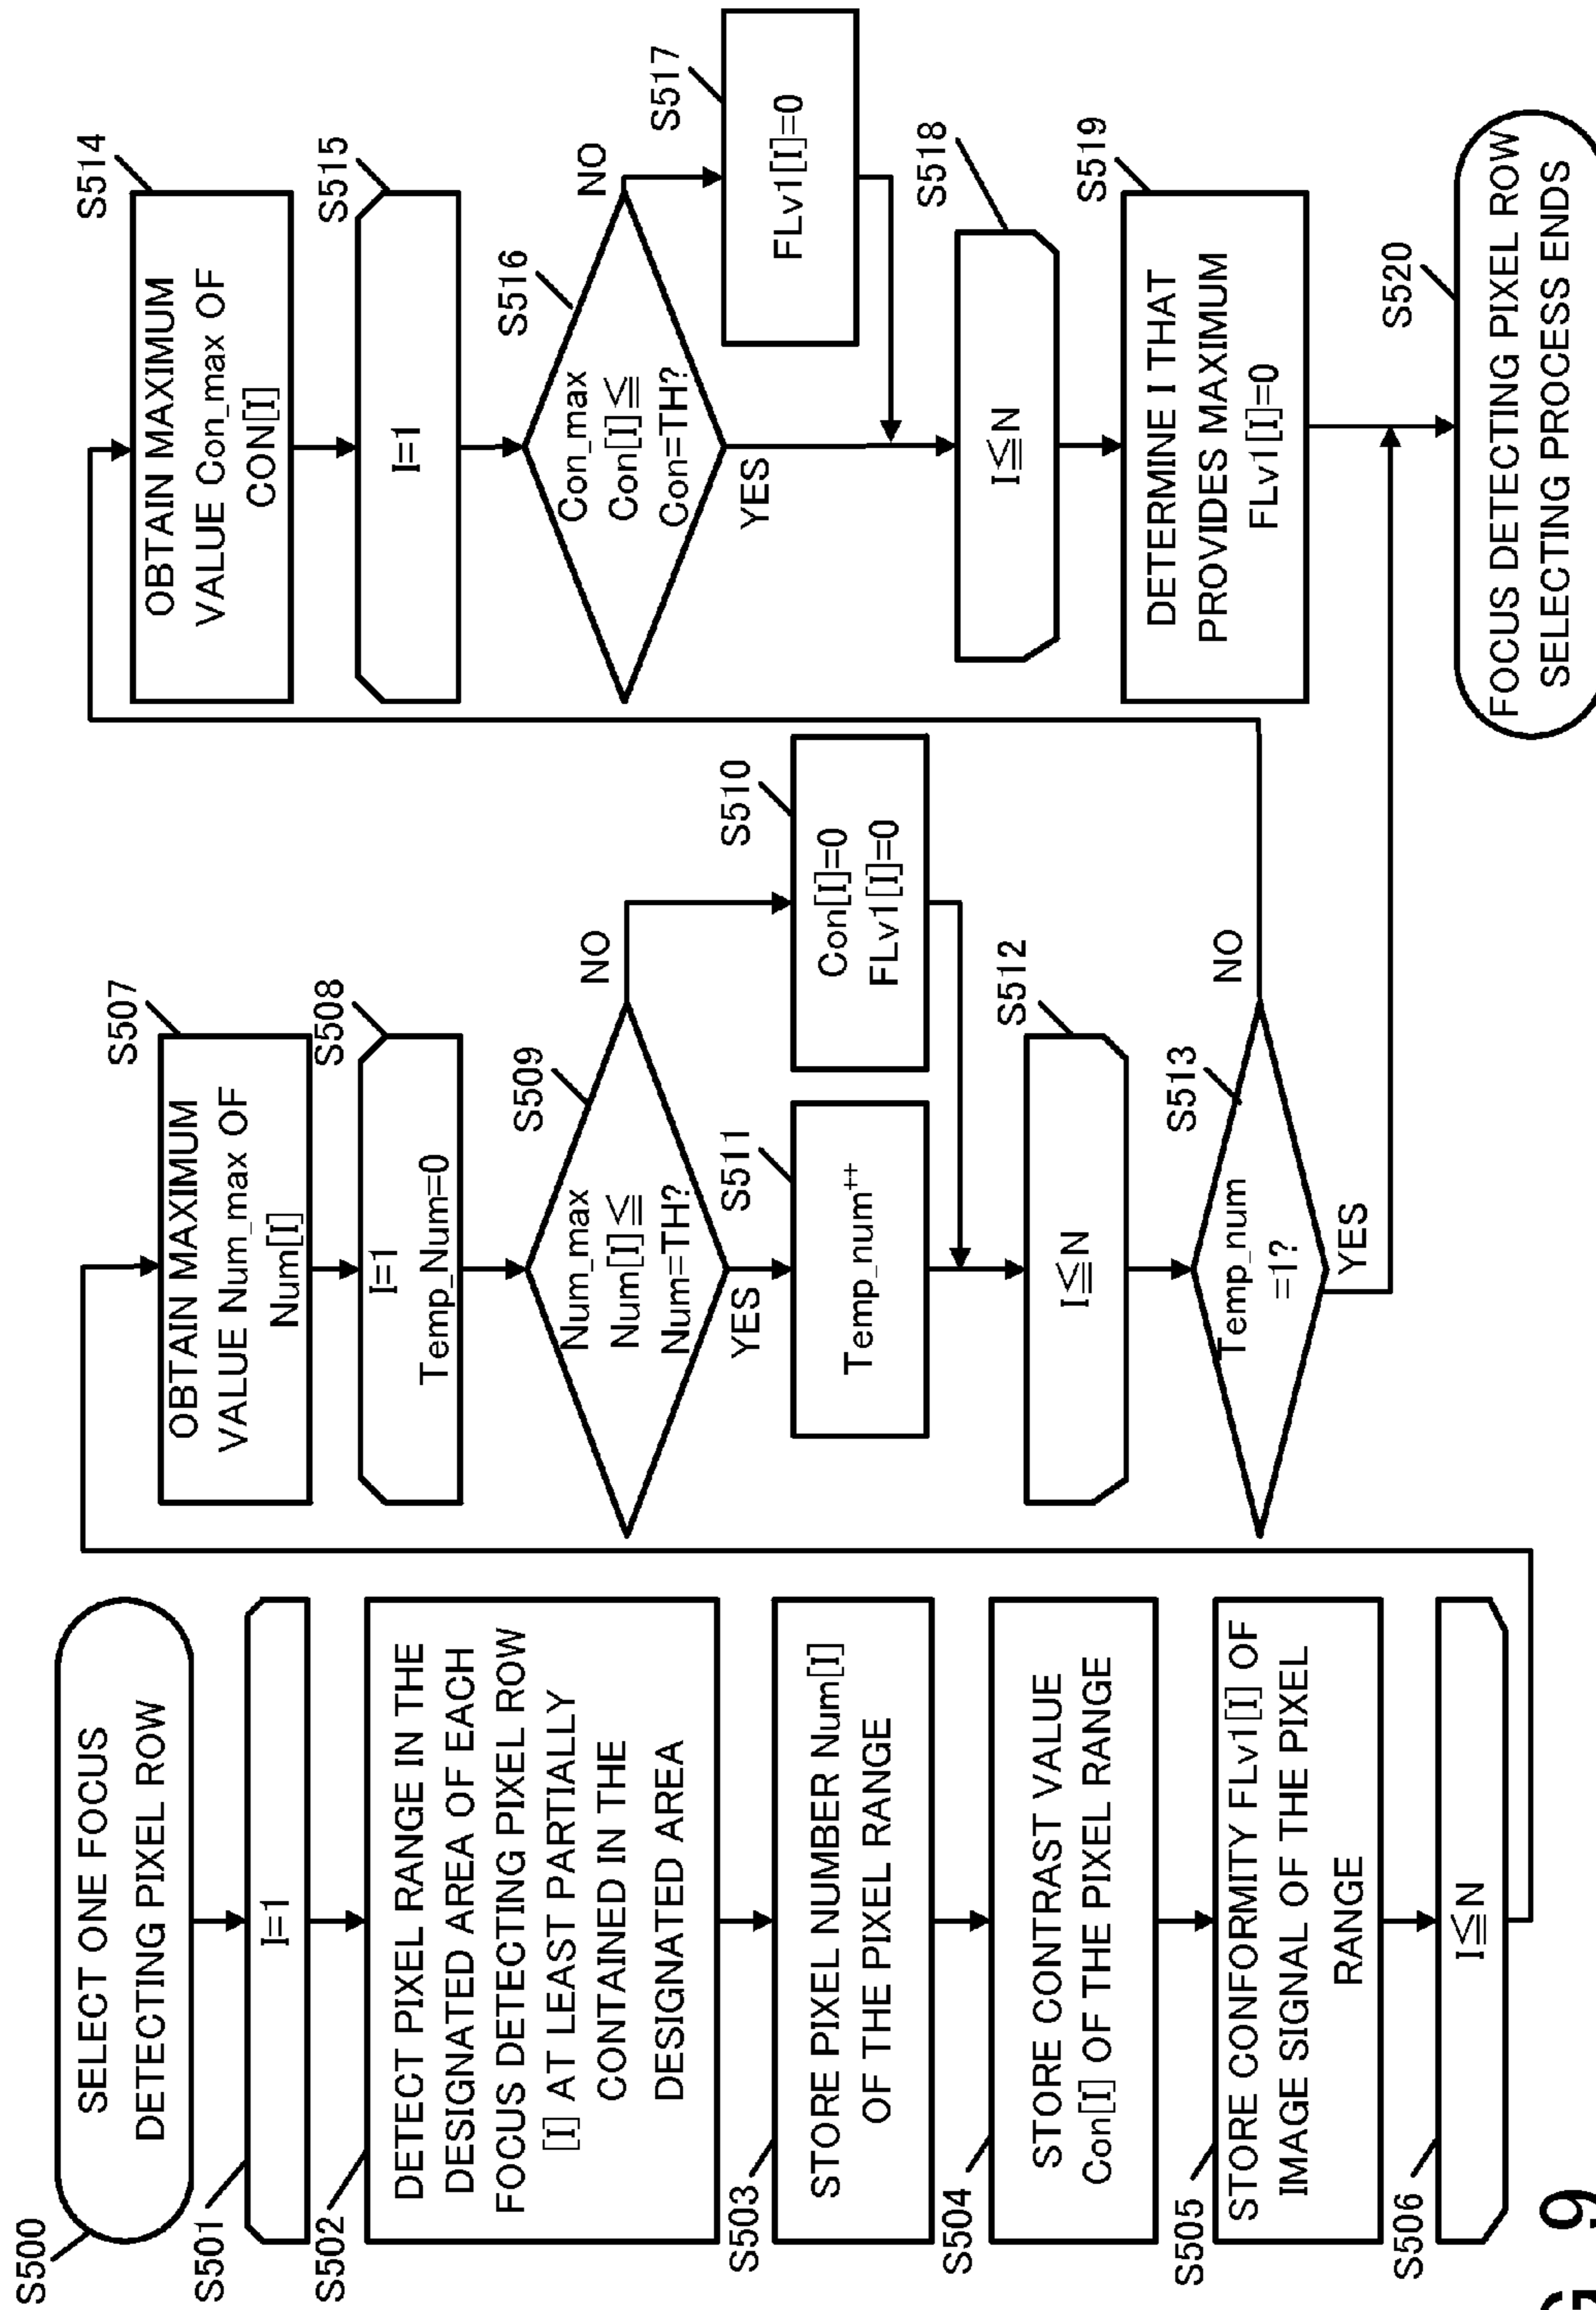 S500
SELECT ONE FOCUS
DETECTING PIXEL ROW
S501
I=1
S502
DETECT PIXEL RANGE IN THE
DESIGNATED AREA OF EACH
FOCUS DETECTING PIXEL ROW
[I] AT LEAST PARTIALLY
CONTAINED IN THE
DESIGNATED AREA
S503
STORE PIXEL NUMBER Num[I]
OF THE PIXEL RANGE
S504
STORE CONTRAST VALUE
Con[I] OF THE PIXEL RANGE
S505
STORE CONFORMITY FLv1[I] OF
IMAGE SIGNAL OF THE PIXEL
RANGE
S506
I≦N
S507
OBTAIN MAXIMUM
VALUE Num_max OF
Num[I]
S508
I=1
Temp_Num=0
S509
Num_max
Num[I]≦
Num=TH?
NO
YES
S510
Con[I]=0
FLv1[I]=0
S511
Temp_num++
S512
I≦N
S513
Temp_num
=1?
NO
YES
S514
OBTAIN MAXIMUM
VALUE Con_max OF
CON[I]
S515
I=1
S516
Con_max
Con[I]≦
Con=TH?
NO
YES
S517
FLv1[I]=0
S518
I≦N
S519
DETERMINE I THAT
PROVIDES MAXIMUM
FLv1[I]=0
S520
FOCUS DETECTING PIXEL ROW
SELECTING PROCESS ENDS
G. 9